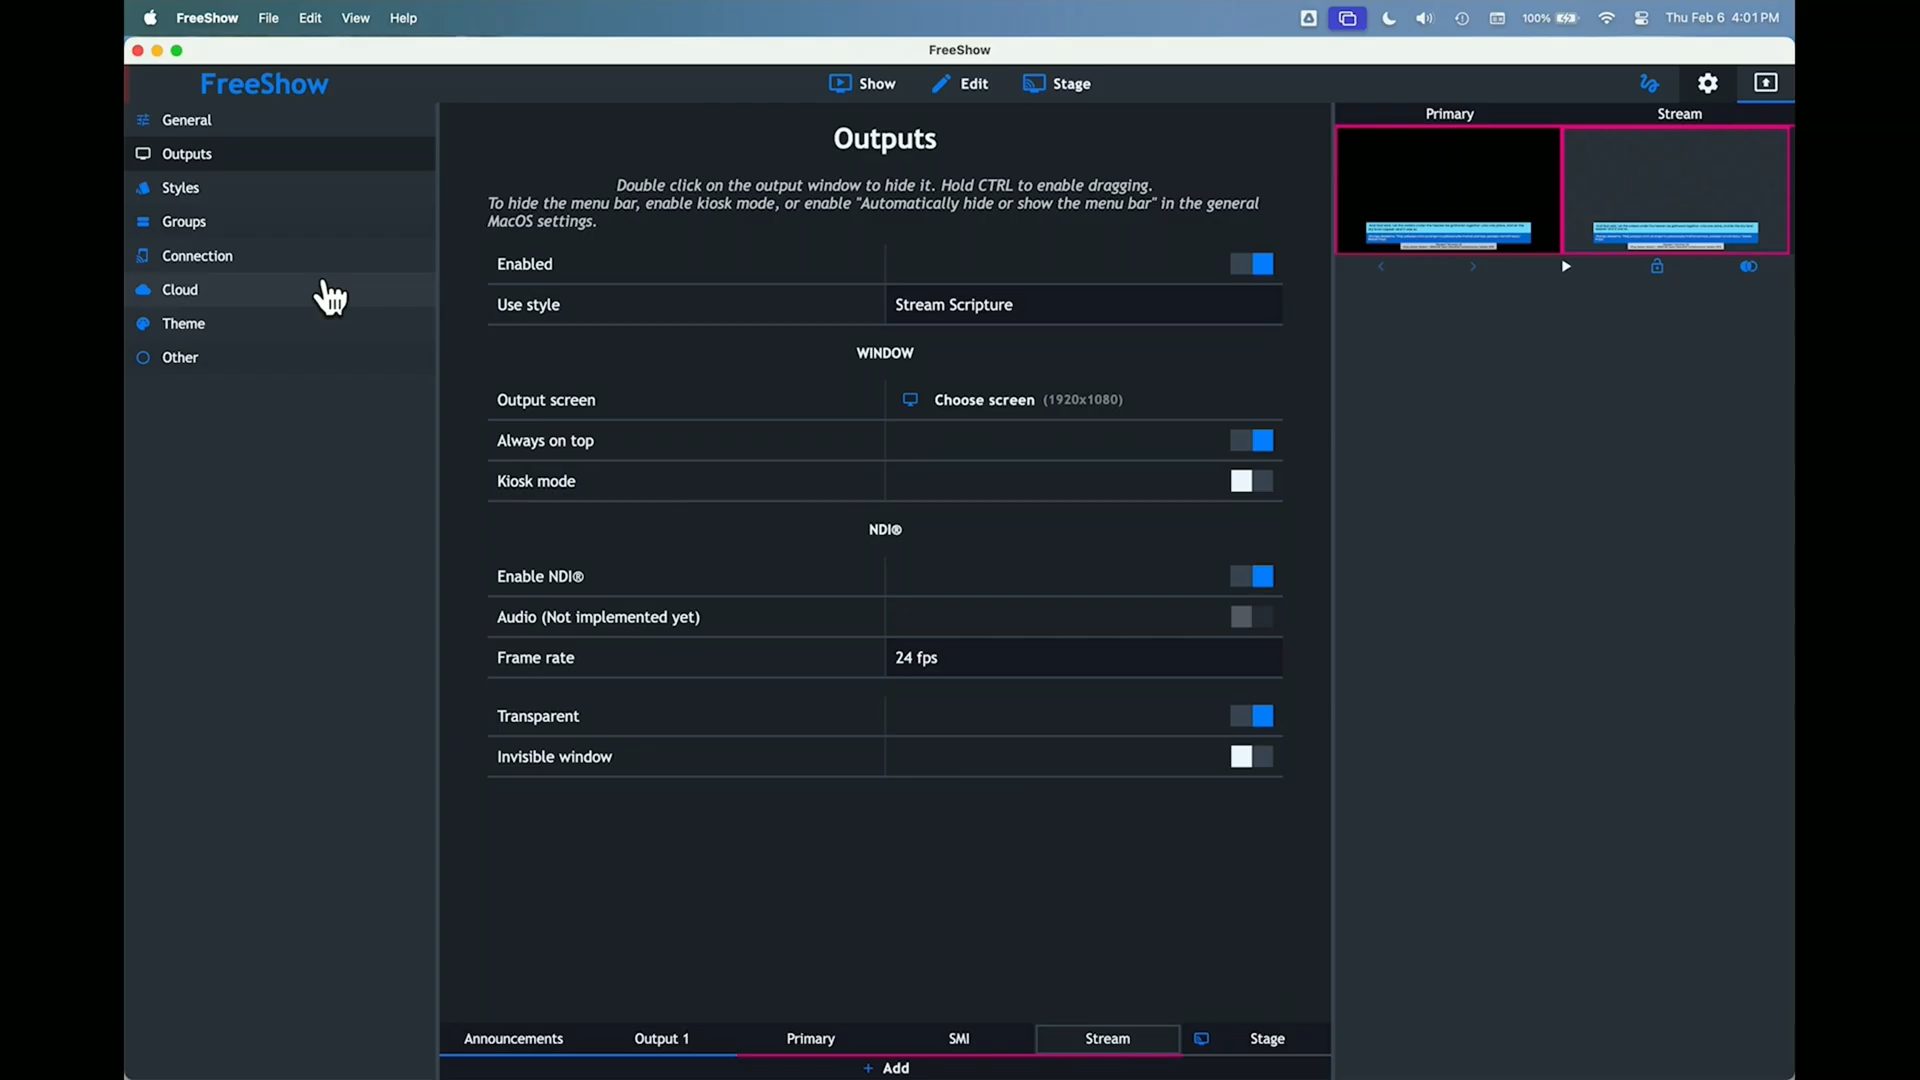 FreeShow File Edit View Help
100%
Thu Feb 6 4:01 PM
FreeShow
FreeShow
Show
Edit
Stage
General
Outputs
Styles
Groups
Connection
Cloud
Theme
Other
Outputs
Double click on the output window to hide it. Hold CTRL to enable dragging.
To hide the menu bar, enable kiosk mode, or enable "Automatically hide or show the menu bar" in the general
MacOS settings.
Enabled
Use style Stream Scripture
WINDOW
Output screen Choose screen (1920x1080)
Always on top
Kiosk mode
NDI®
Enable NDI®
Audio (Not implemented yet)
Frame rate 24 fps
Transparent
Invisible window
Announcements Output 1 Primary SMI Stream Stage
+ Add
Primary Stream